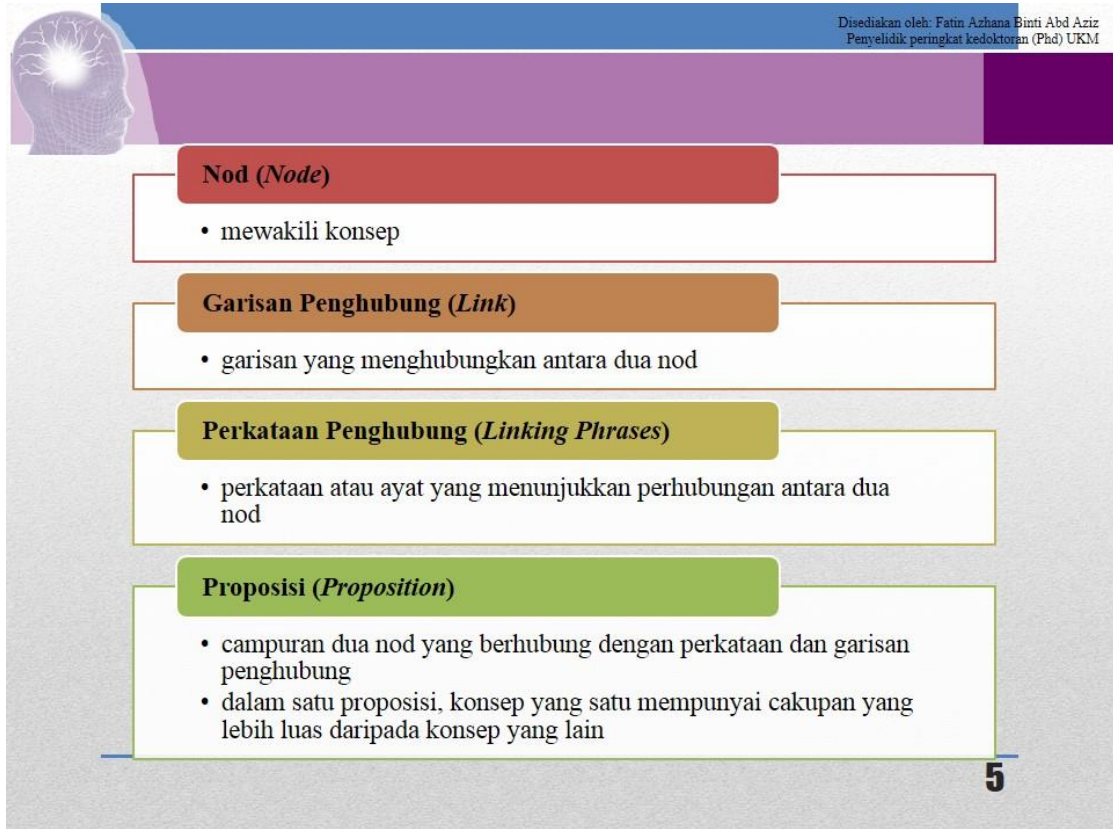 Disediakan oleh: Fatin Azhana Binti Abd Aziz
Penyelidik peringkat kedoktoran (Phd) UKM
Nod (Node)
• mewakili konsep
Garisan Penghubung (Link)
• garisan yang menghubungkan antara dua nod
Perkataan Penghubung (Linking Phrases)
• perkataan atau ayat yang menunjukkan perhubungan antara dua
nod
Proposisi (Proposition)
• campuran dua nod yang berhubung dengan perkataan dan garisan
penghubung
• dalam satu proposisi, konsep yang satu mempunyai cakupan yang
lebih luas daripada konsep yang lain
5